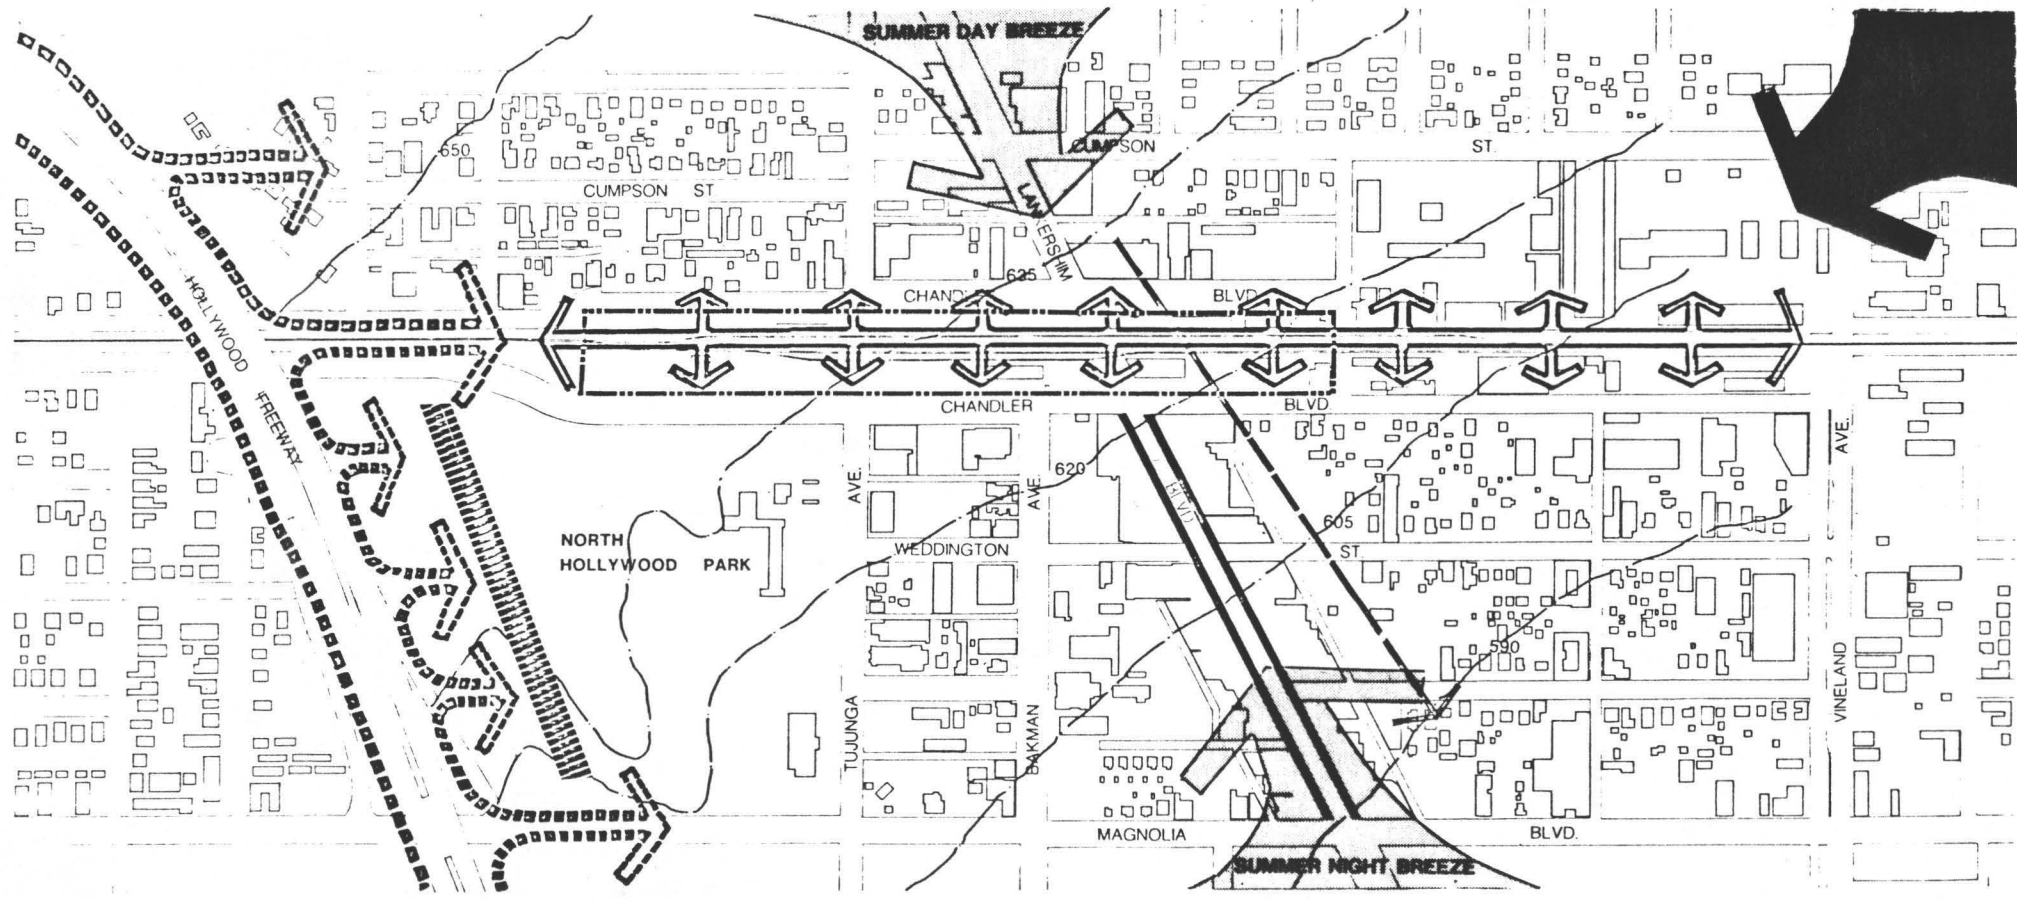 SUMMER DAY BREEZE
650
CUMPSON
ST.
CUMPSON ST
LANKERSHIM
625
HOLLYWOOD
FREEWAY
CHANDLER
BLVD
CHANDLER
BLVD
AVE.
AVE.
AVE.
620
BLVD
605
NORTH
HOLLYWOOD PARK
WEDDINGTON
ST.
590
TUJUNGA
BAKMAN
VINELAND
MAGNOLIA
BLVD.
SUMMER NIGHT BREEZE